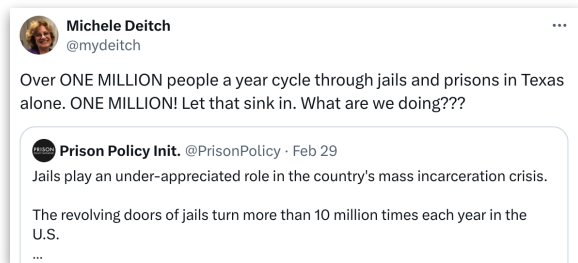 Michele Deitch
@mydeitch
Over ONE MILLION people a year cycle through jails and prisons in Texas
alone. ONE MILLION! Let that sink in. What are we doing???
PRISON
Prison Policy Init. @PrisonPolicy · Feb 29
Jails play an under-appreciated role in the country's mass incarceration crisis.
The revolving doors of jails turn more than 10 million times each year in the
U.S.
...